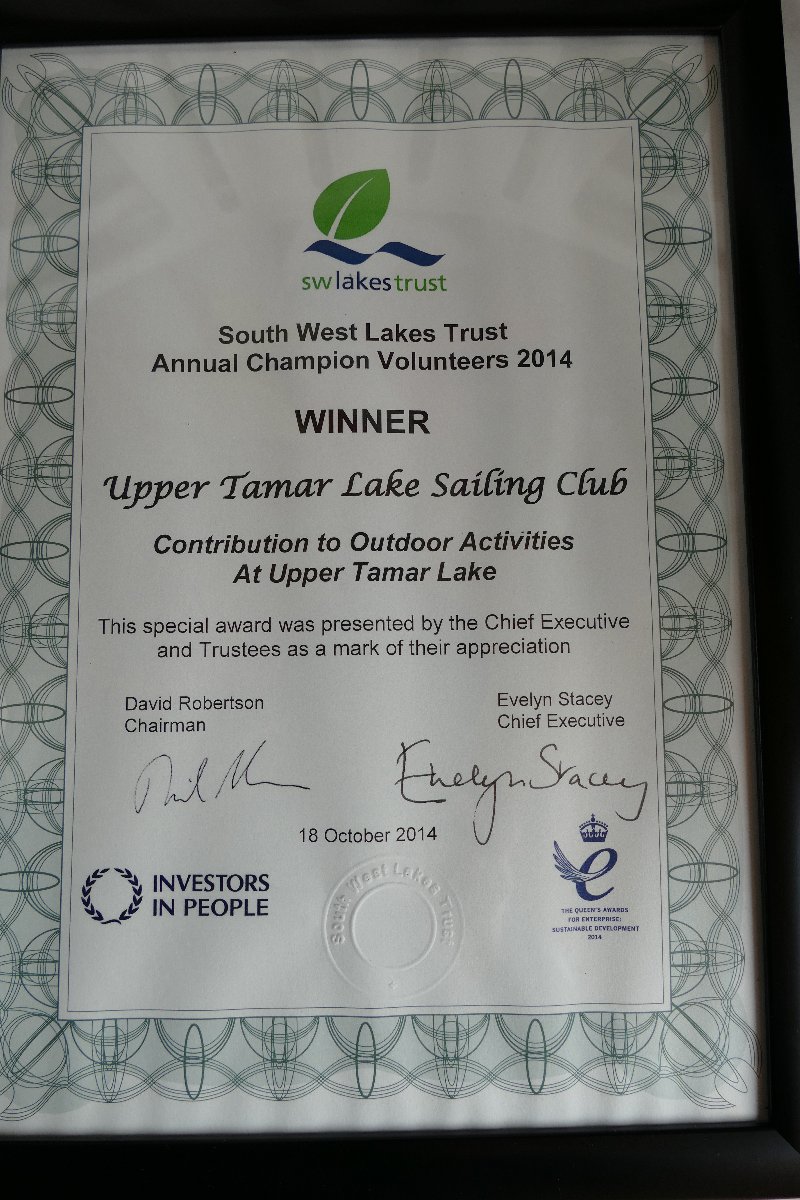 swlakestrust
South West Lakes Trust
Annual Champion Volunteers 2014
WINNER
Upper Tamar Lake Sailing Club
Contribution to Outdoor Activities
At Upper Tamar Lake
This special award was presented by the Chief Executive
and Trustees as a mark of their appreciation
David Robertson
Chairman
Evelyn Stacey
Chief Executive
Evelyn Stacey
18 October 2014
INVESTORS
IN PEOPLE
South West Lakes Trust
e
THE QUEEN'S AWARDS
FOR ENTERPRISE:
SUSTAINABLE DEVELOPMENT
2014